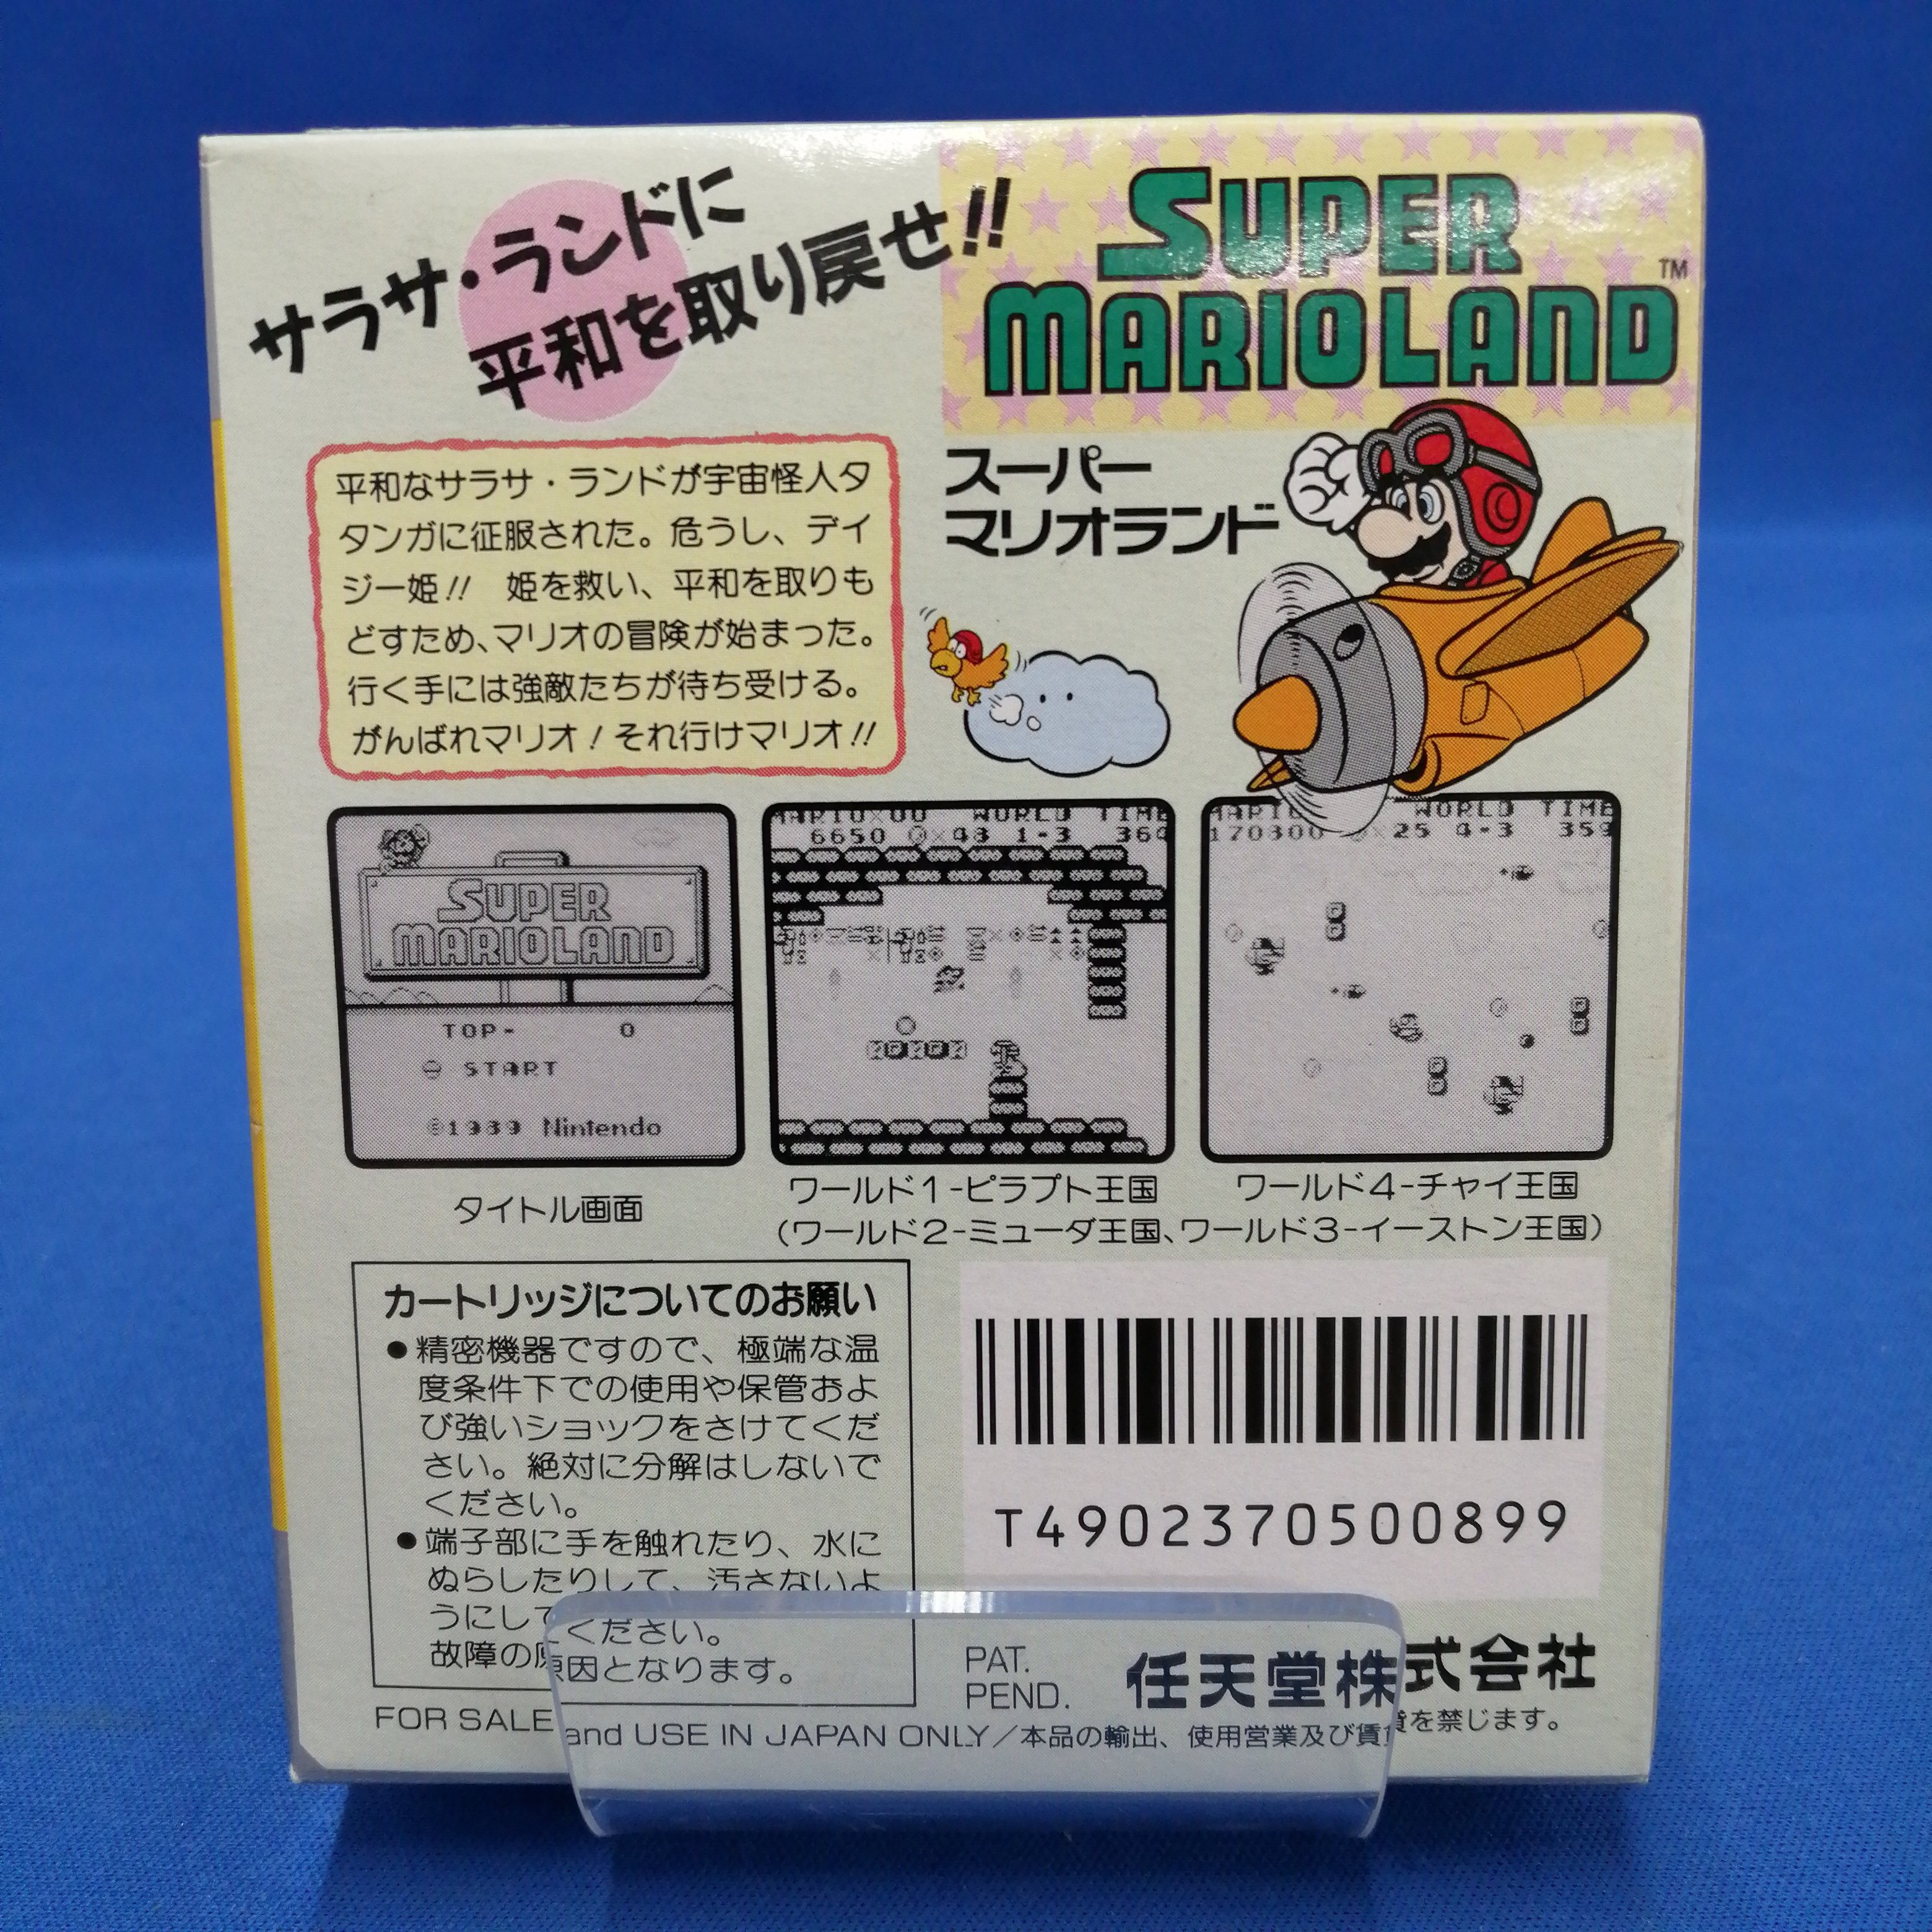 サラサ・ランドに
平和を取り戻せ!!
SUPER
MARIOLAND
TM
スーパー
マリオランド
平和なサラサ・ランドが宇宙怪人タ
タンガに征服された。危うし、デイ
ジー姫!!　姫を救い、平和を取りも
どすため、マリオの冒険が始まった。
行く手には強敵たちが待ち受ける。
がんばれマリオ！それ行けマリオ!!
SUPER
MARIOLAND
TOP- 0
START
©1989 Nintendo
MARIO×00 WORLD TIME
6650 ×48 1-3 364
MARIO WORLD TIME
170800 ×25 4-3 359
タイトル画面
ワールド1-ピラプト王国
ワールド4-チャイ王国
（ワールド2-ミューダ王国、ワールド3-イーストン王国）
カートリッジについてのお願い
●精密機器ですので、極端な温
度条件下での使用や保管およ
び強いショックをさけてくだ
さい。絶対に分解はしないで
ください。
●端子部に手を触れたり、水に
ぬらしたりして、汚さないよ
うにしてください。
故障の原因となります。
T4902370500899
PAT.
PEND.
任天堂株式会社
FOR SALE and USE IN JAPAN ONLY／本品の輸出、使用営業及び賃貸を禁じます。